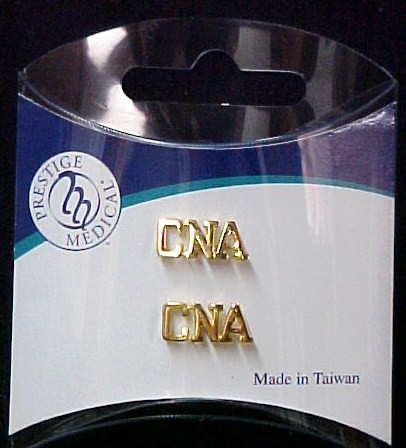 PRESTIGE
MEDICAL
CNA
CNA
Made in Taiwan